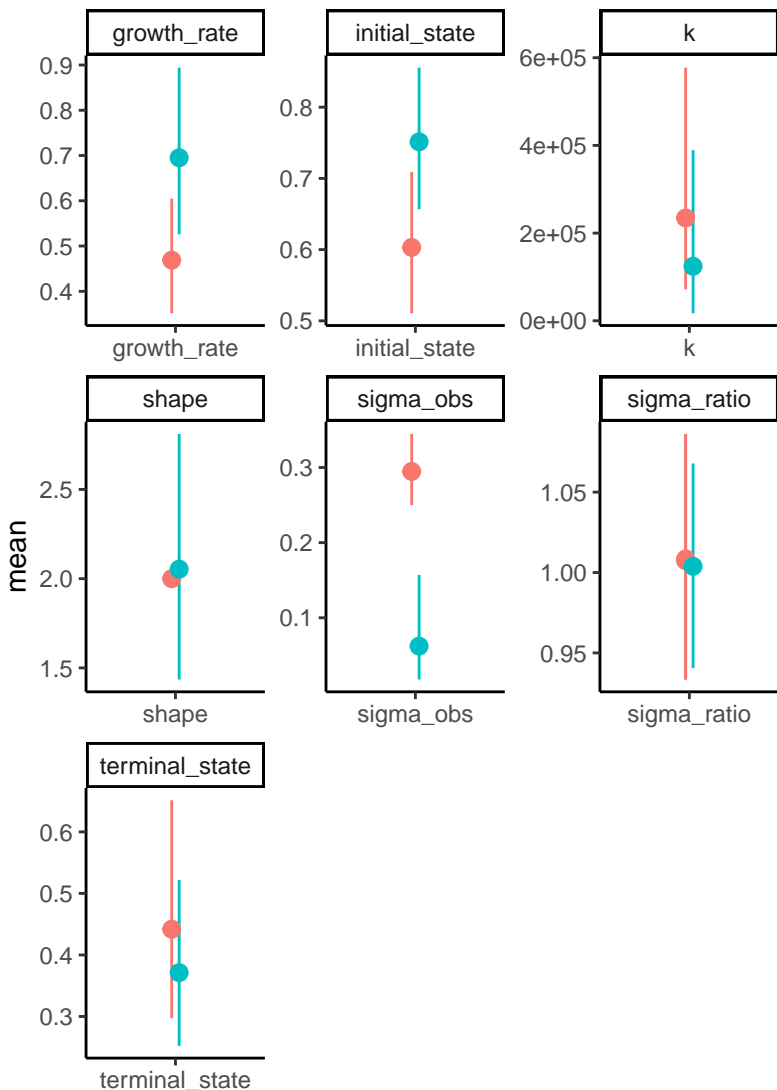 growth_rate
0.9
0.8
0.7
0.6
0.5
0.4
growth_rate
initial_state
0.8
0.7
0.6
0.5
initial_state
k
6e+05
4e+05
2e+05
0e+00
k
mean
shape
2.5
2.0
1.5
shape
sigma_obs
0.3
0.2
0.1
sigma_obs
sigma_ratio
1.05
1.00
0.95
sigma_ratio
terminal_state
0.6
0.5
0.4
0.3
terminal_state